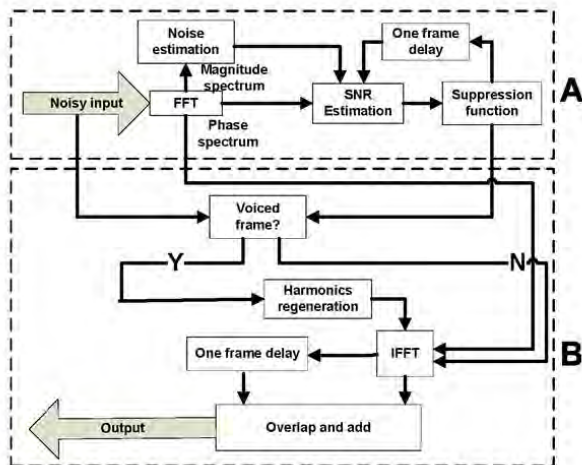 Noise
estimation
One frame
delay
Magnitude
spectrum
Noisy input
FFT
SNR
Estimation
Suppression
function
A
Phase
spectrum
Voiced
frame?
Y
N
Harmonics
regeneration
One frame delay
IFFT
B
Output
Overlap and add